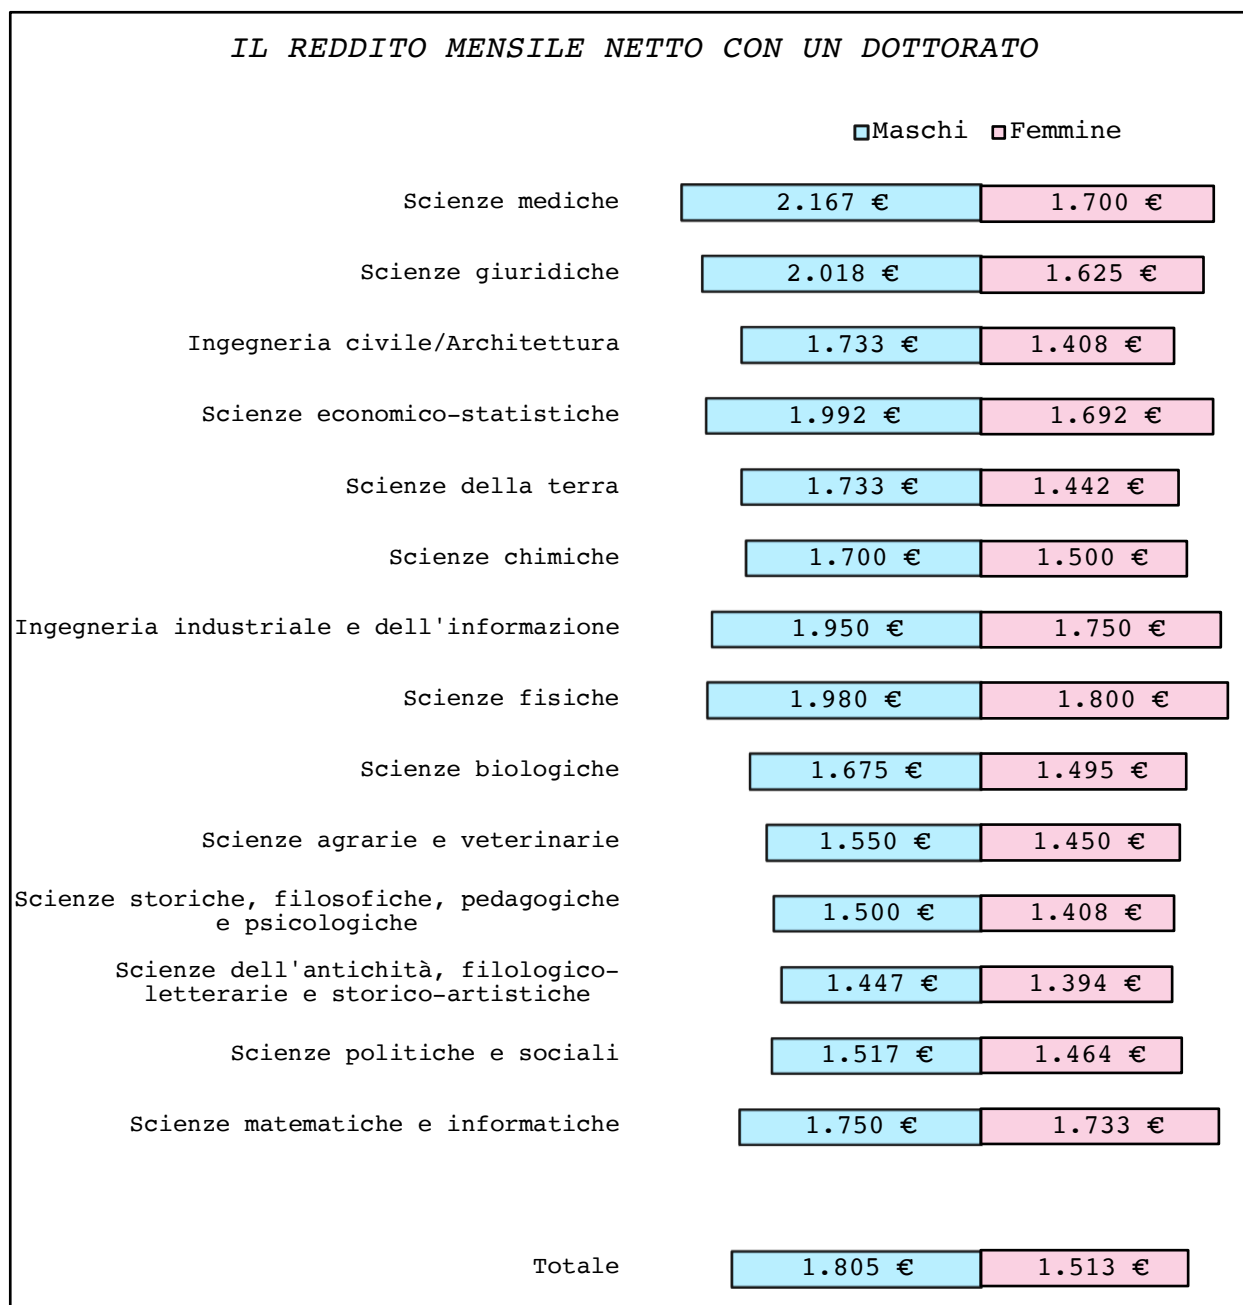 IL REDDITO MENSILE NETTO CON UN DOTTORATO
Maschi Femmine
Scienze mediche 2.167 € 1.700 €
Scienze giuridiche 2.018 € 1.625 €
Ingegneria civile/Architettura 1.733 € 1.408 €
Scienze economico-statistiche 1.992 € 1.692 €
Scienze della terra 1.733 € 1.442 €
Scienze chimiche 1.700 € 1.500 €
Ingegneria industriale e dell'informazione 1.950 € 1.750 €
Scienze fisiche 1.980 € 1.800 €
Scienze biologiche 1.675 € 1.495 €
Scienze agrarie e veterinarie 1.550 € 1.450 €
Scienze storiche, filosofiche, pedagogiche
e psicologiche 1.500 € 1.408 €
Scienze dell'antichità, filologico-
letterarie e storico-artistiche 1.447 € 1.394 €
Scienze politiche e sociali 1.517 € 1.464 €
Scienze matematiche e informatiche 1.750 € 1.733 €
Totale 1.805 € 1.513 €